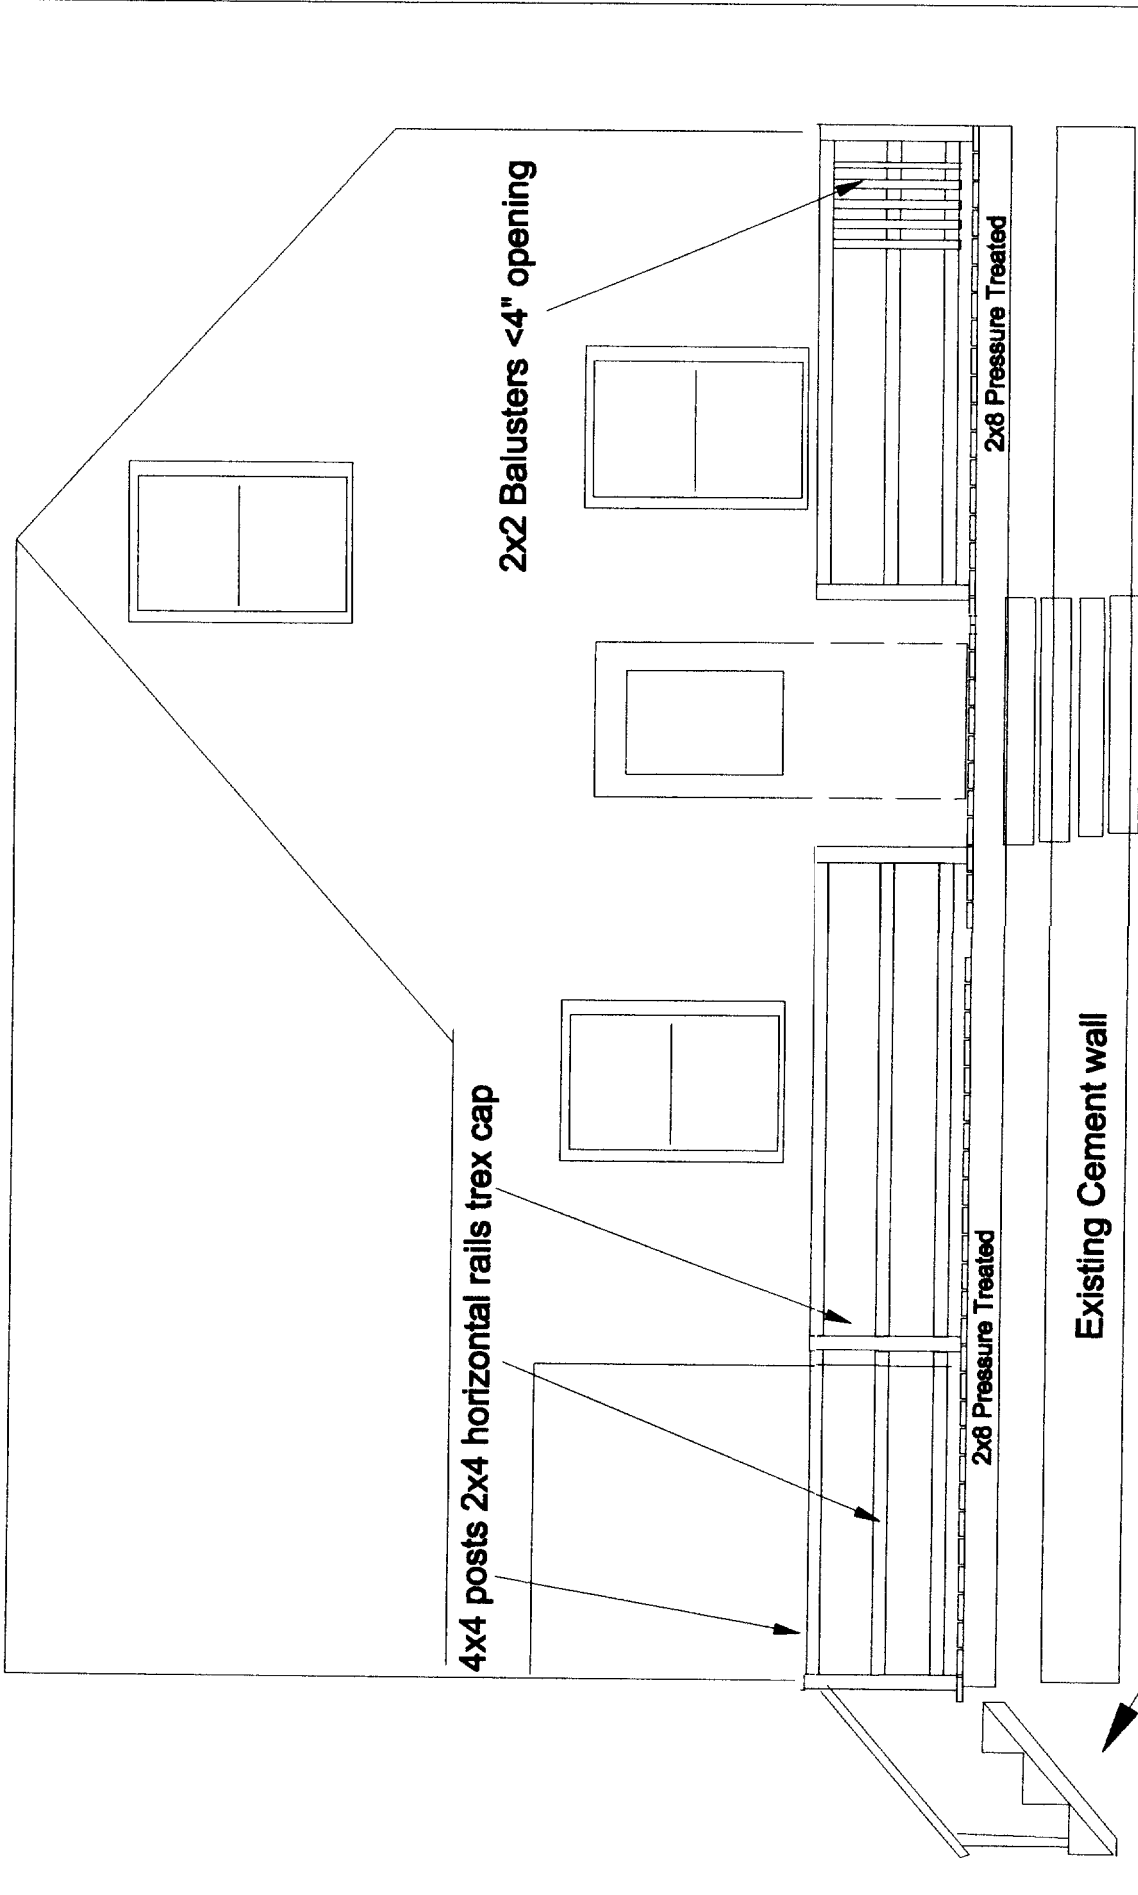 2x2 Balusters <4" opening
4x4 posts 2x4 horizontal rails trex cap
2x8 Pressure Treated
2x8 Pressure Treated
Existing Cement wall